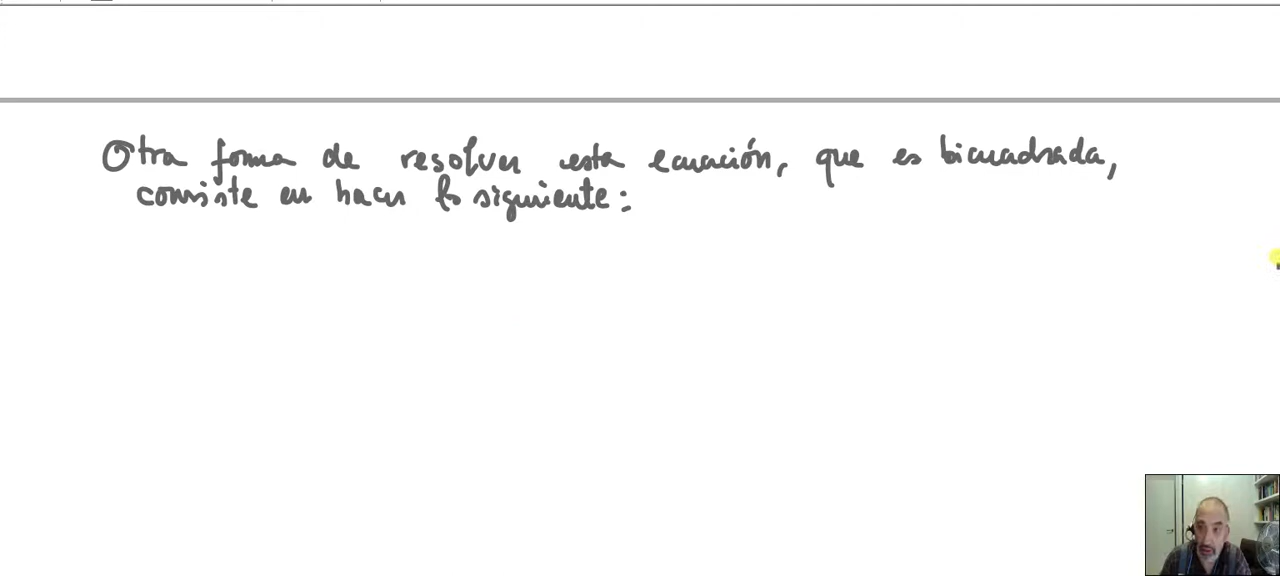 Otra forma de resolver esta ecuación, que es bicuadrada,
consiste en hacer lo siguiente: